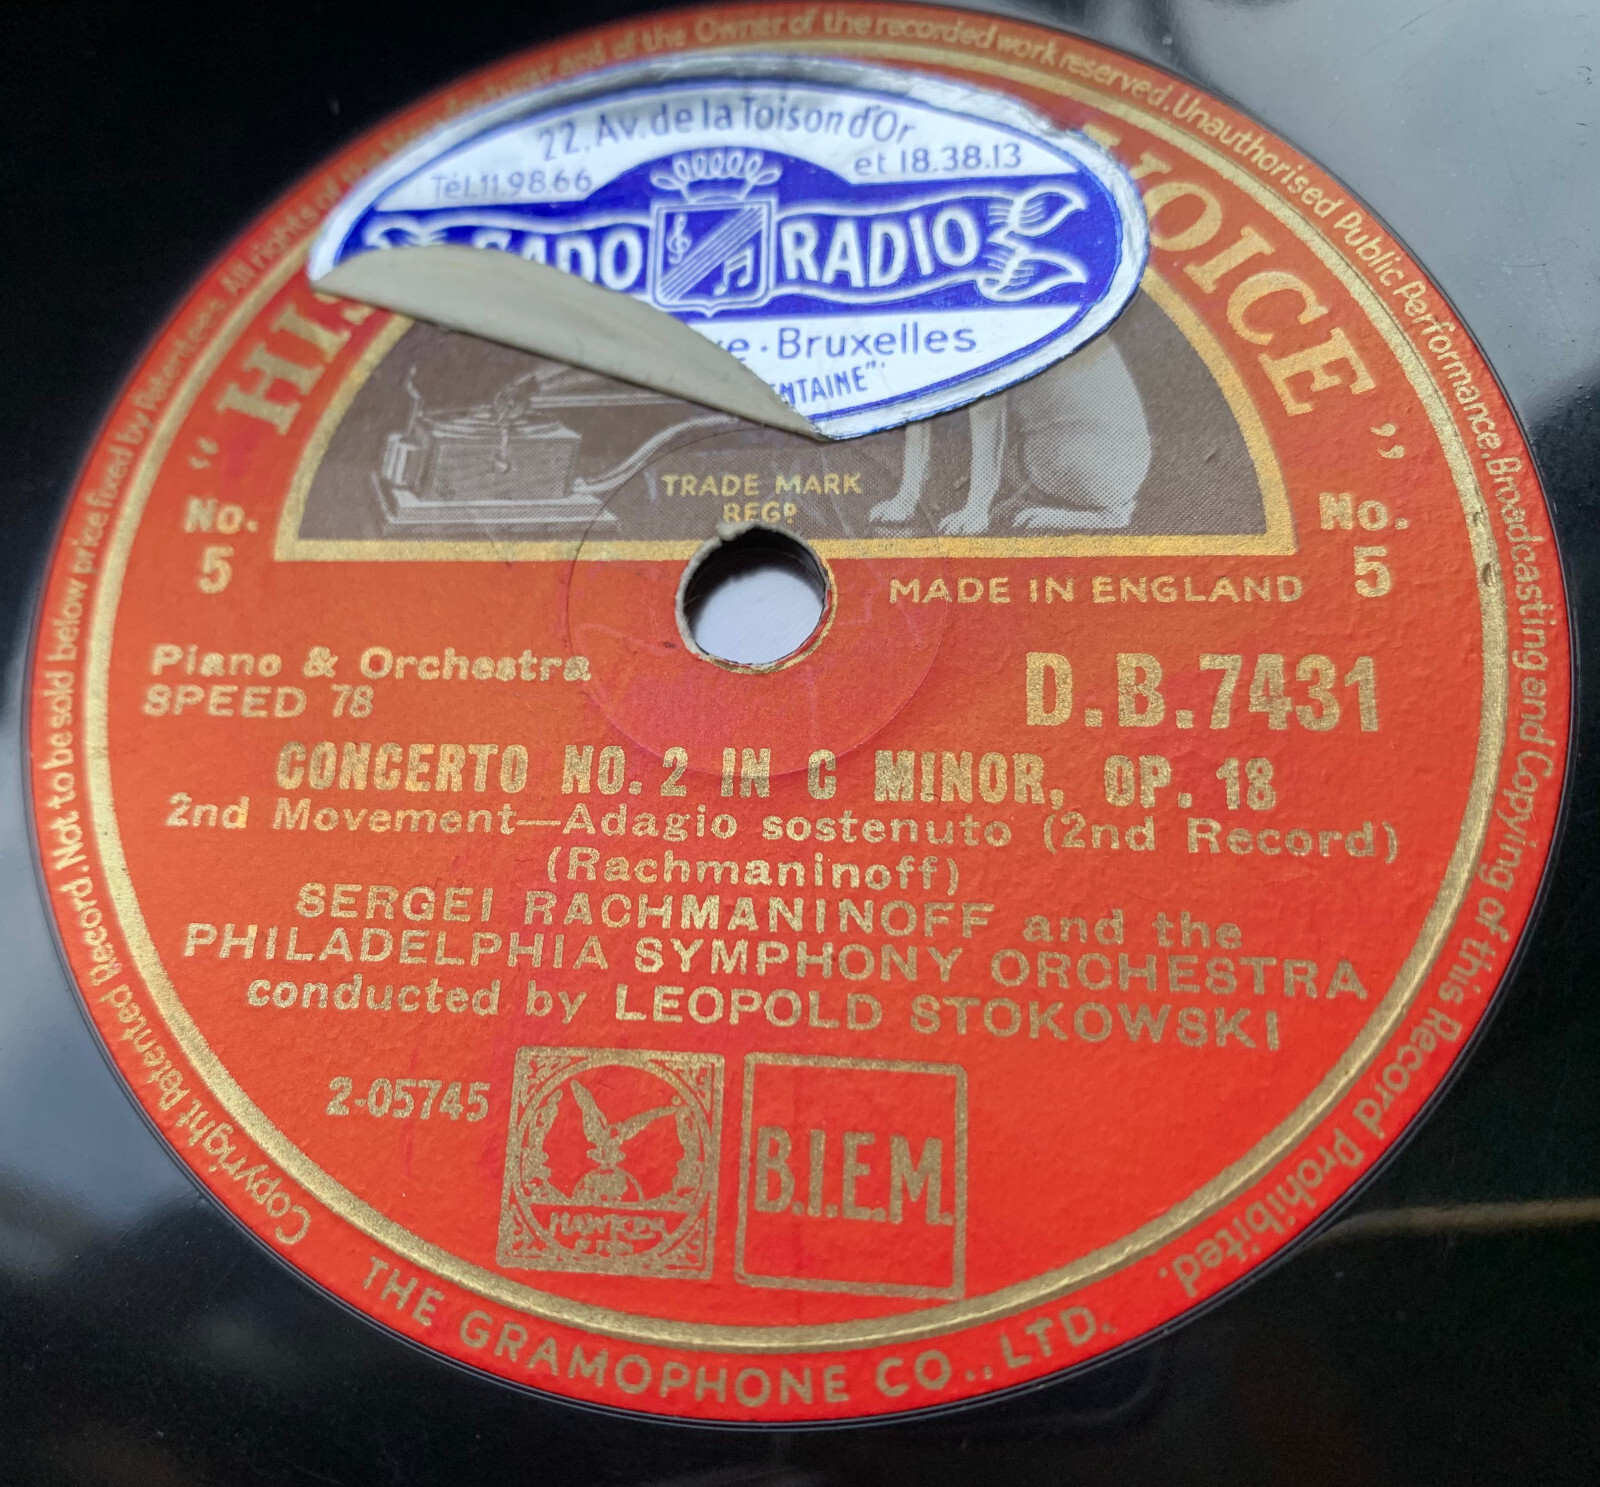 Copyright Patented Record. Not to be sold below price fixed by Patentees. All rights of the Manufacturer and of the Owner of the recorded work reserved. Unauthorised Public Performance, Broadcasting and Copying of this Record Prohibited.
22. Av. de la Toison d'Or
Tél. 11.98.66 et 18.38.13
RADIO
Bruxelles
"HIS VOICE"
TRADE MARK
REGD
No. 5
No. 5
MADE IN ENGLAND
Piano & Orchestra
SPEED 78
D.B.7431
CONCERTO NO. 2 IN C MINOR, OP. 18
2nd Movement—Adagio sostenuto (2nd Record)
(Rachmaninoff)
SERGEI RACHMANINOFF and the
PHILADELPHIA SYMPHONY ORCHESTRA
conducted by LEOPOLD STOKOWSKI
2-05745
HAWKES
B.I.E.M.
THE GRAMOPHONE CO., LTD.